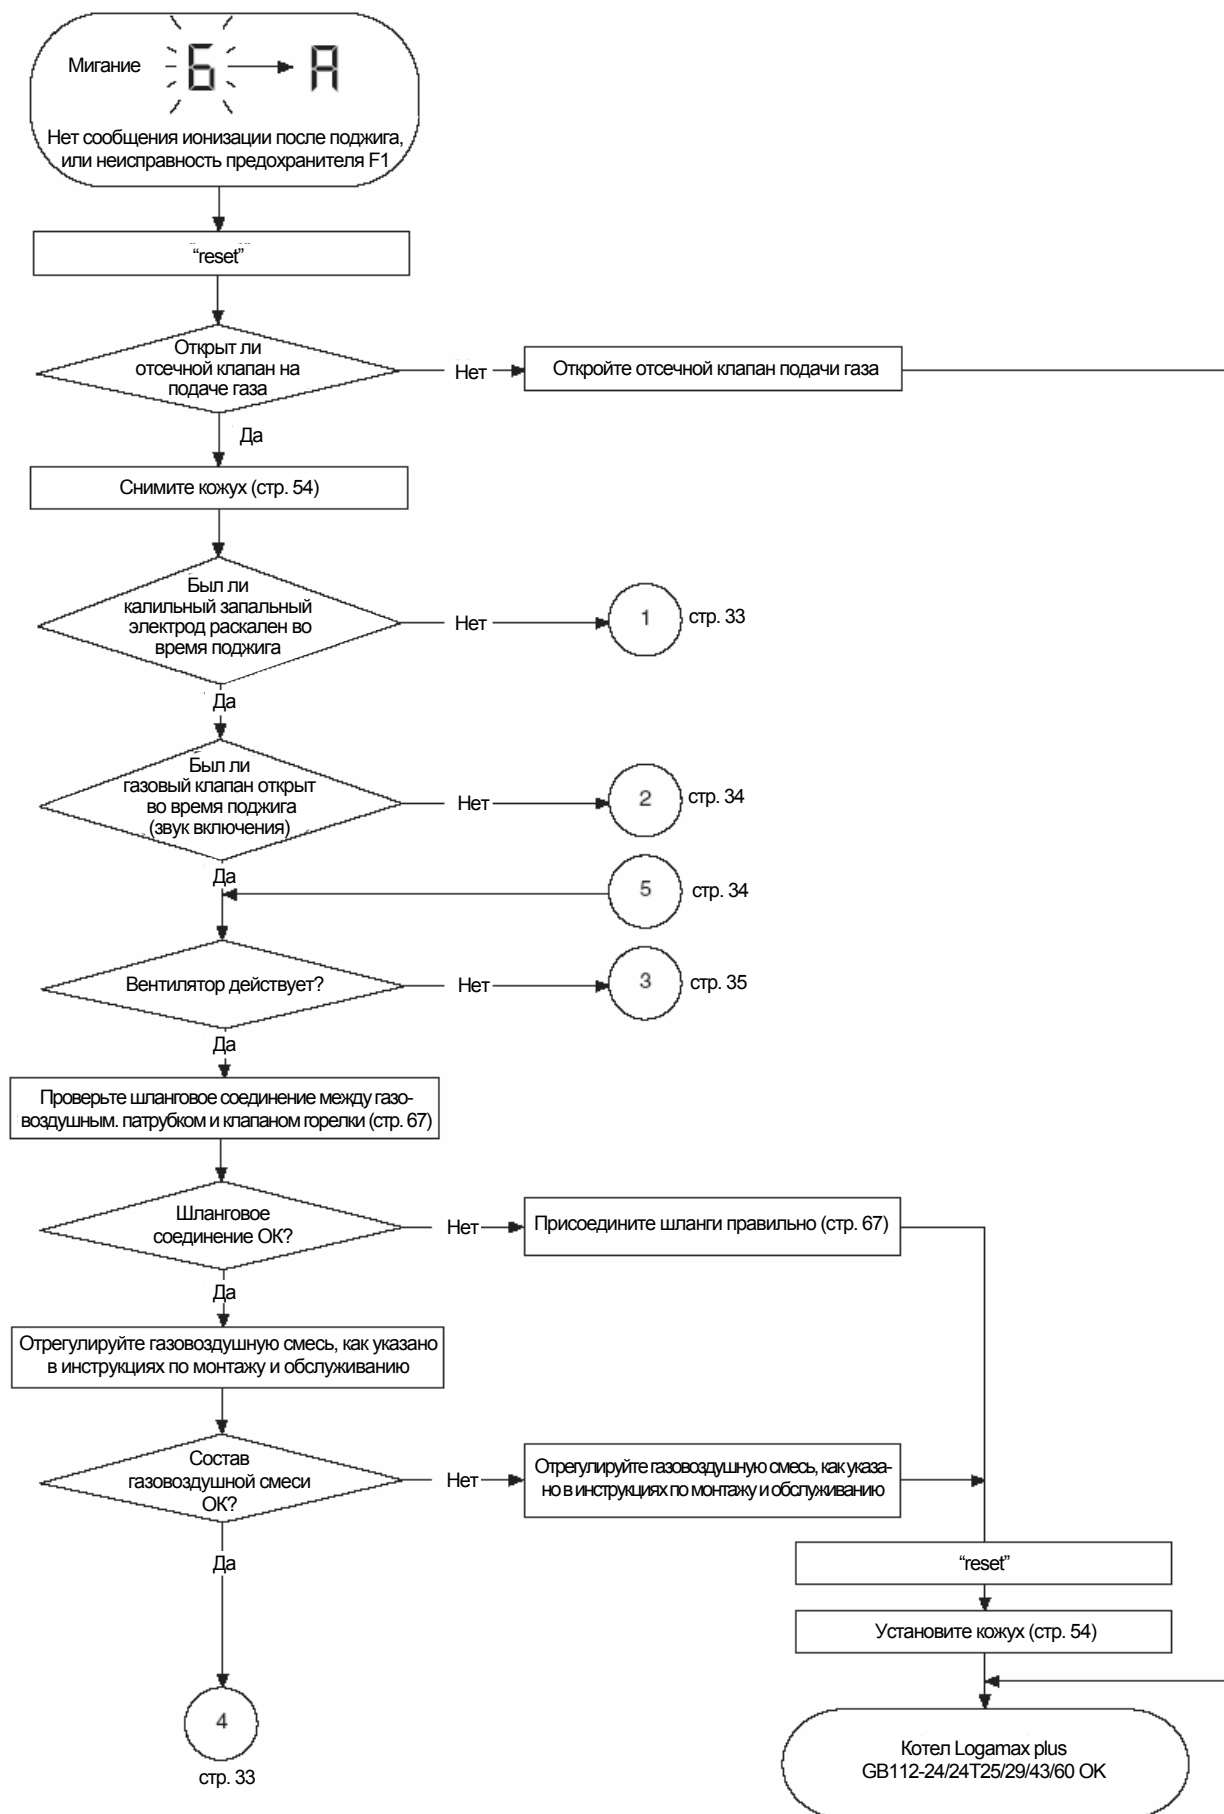 Мигание
Б
А
Нет сообщения ионизации после поджига,
или неисправность предохранителя F1
“reset”
Открыт ли
отсечной клапан на
подаче газа
Нет
Откройте отсечной клапан подачи газа
Да
Снимите кожух (стр. 54)
Был ли
калильный запальный
электрод раскален во
время поджига
Нет
1
стр. 33
Да
Был ли
газовый клапан открыт
во время поджига
(звук включения)
Нет
2
стр. 34
Да
5
стр. 34
Вентилятор действует?
Нет
3
стр. 35
Да
Проверьте шланговое соединение между газо-
воздушным. патрубком и клапаном горелки (стр. 67)
Шланговое
соединение ОК?
Нет
Присоедините шланги правильно (стр. 67)
Да
Отрегулируйте газовоздушную смесь, как указано
в инструкциях по монтажу и обслуживанию
Состав
газовоздушной смеси
ОК?
Нет
Отрегулируйте газовоздушную смесь, как указа-
но в инструкциях по монтажу и обслуживанию
Да
“reset”
Установите кожух (стр. 54)
4
стр. 33
Котел Logamax plus
GB112-24/24T25/29/43/60 OK